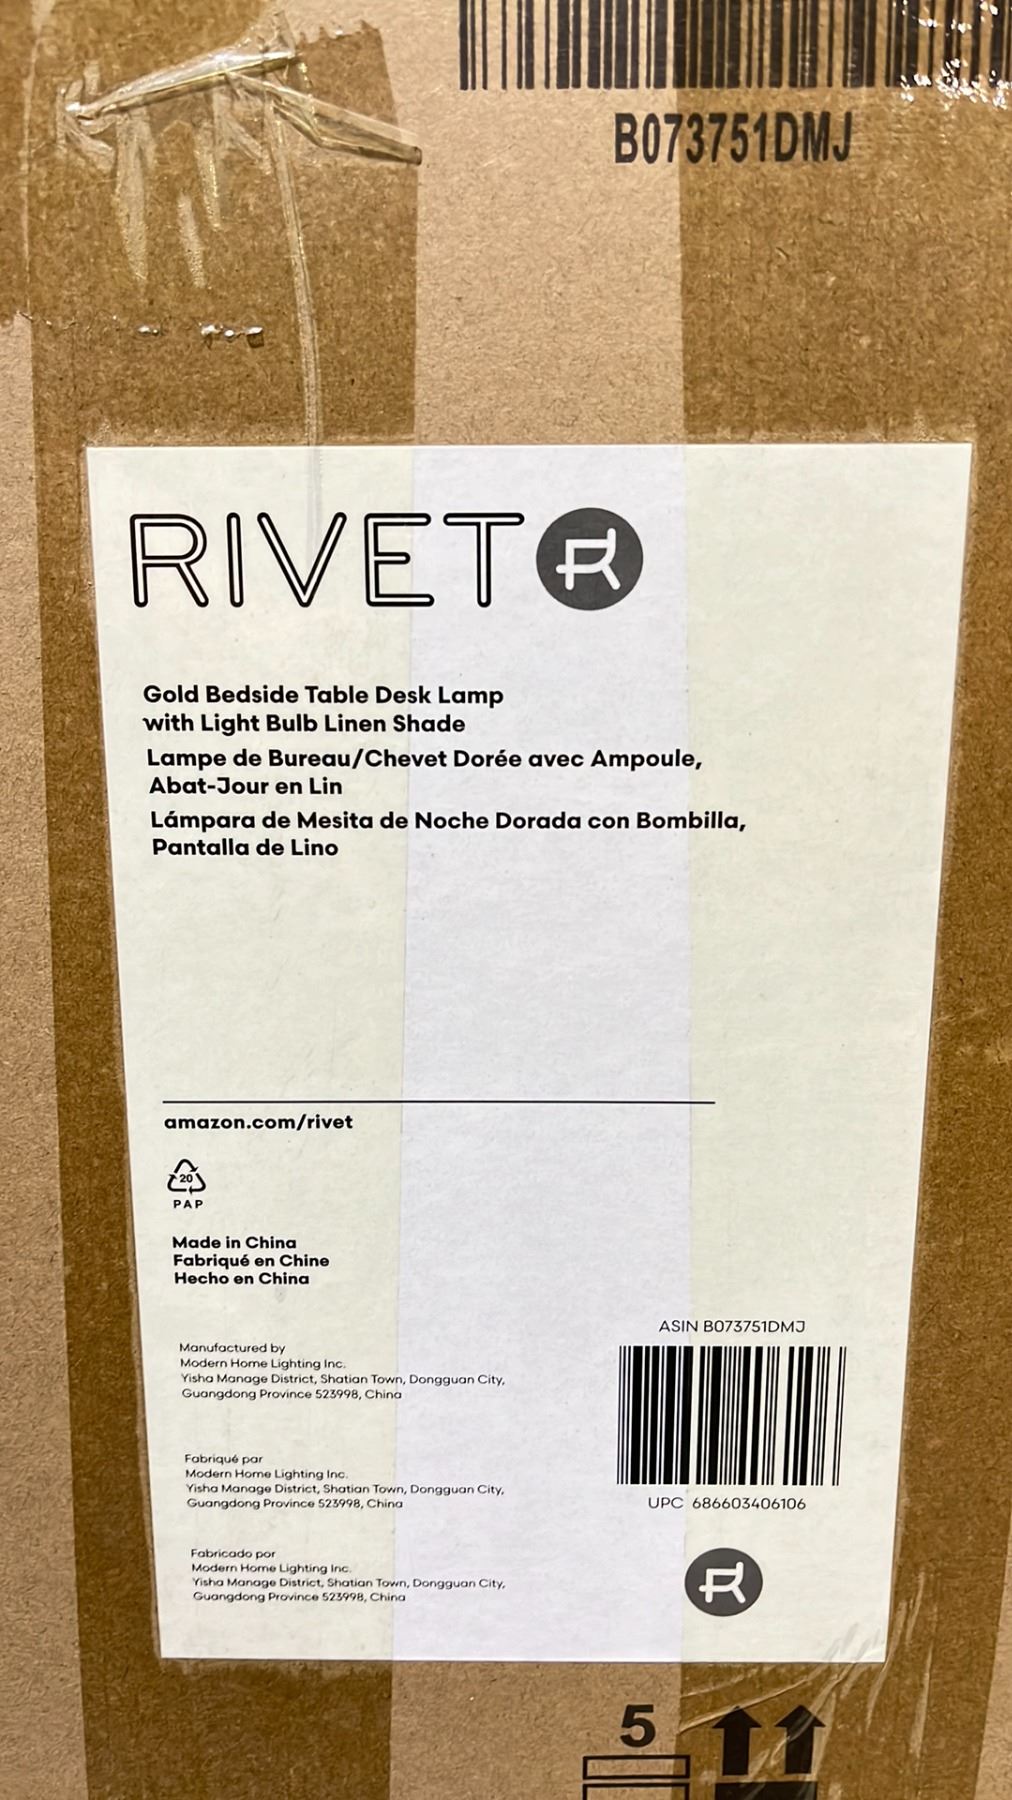 B073751DMJ
RIVET
Gold Bedside Table Desk Lamp
with Light Bulb Linen Shade
Lampe de Bureau/Chevet Dorée avec Ampoule,
Abat-Jour en Lin
Lámpara de Mesita de Noche Dorada con Bombilla,
Pantalla de Lino
amazon.com/rivet
20
PAP
Made in China
Fabriqué en Chine
Hecho en China
Manufactured by
Modern Home Lighting Inc.
Yisha Manage District, Shatian Town, Dongguan City,
Guangdong Province 523998, China
Fabriqué par
Modern Home Lighting Inc.
Yisha Manage District, Shatian Town, Dongguan City,
Guangdong Province 523998, China
Fabricado por
Modern Home Lighting Inc.
Yisha Manage District, Shatian Town, Dongguan City,
Guangdong Province 523998, China
ASIN B073751DMJ
UPC 686603406106
5